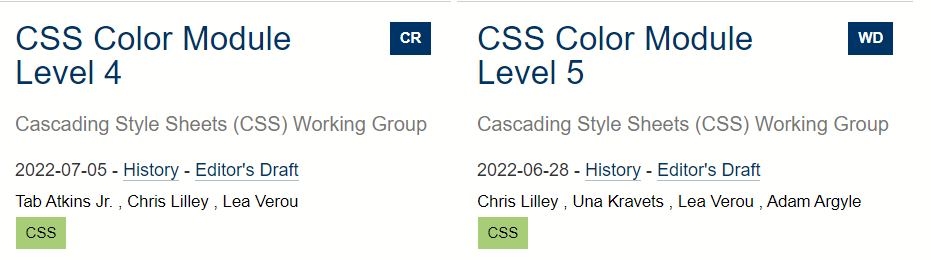 CSS Color Module
Level 4
CR
Cascading Style Sheets (CSS) Working Group
2022-07-05 - History - Editor's Draft
Tab Atkins Jr. , Chris Lilley , Lea Verou
CSS
CSS Color Module
Level 5
WD
Cascading Style Sheets (CSS) Working Group
2022-06-28 - History - Editor's Draft
Chris Lilley , Una Kravets , Lea Verou , Adam Argyle
CSS